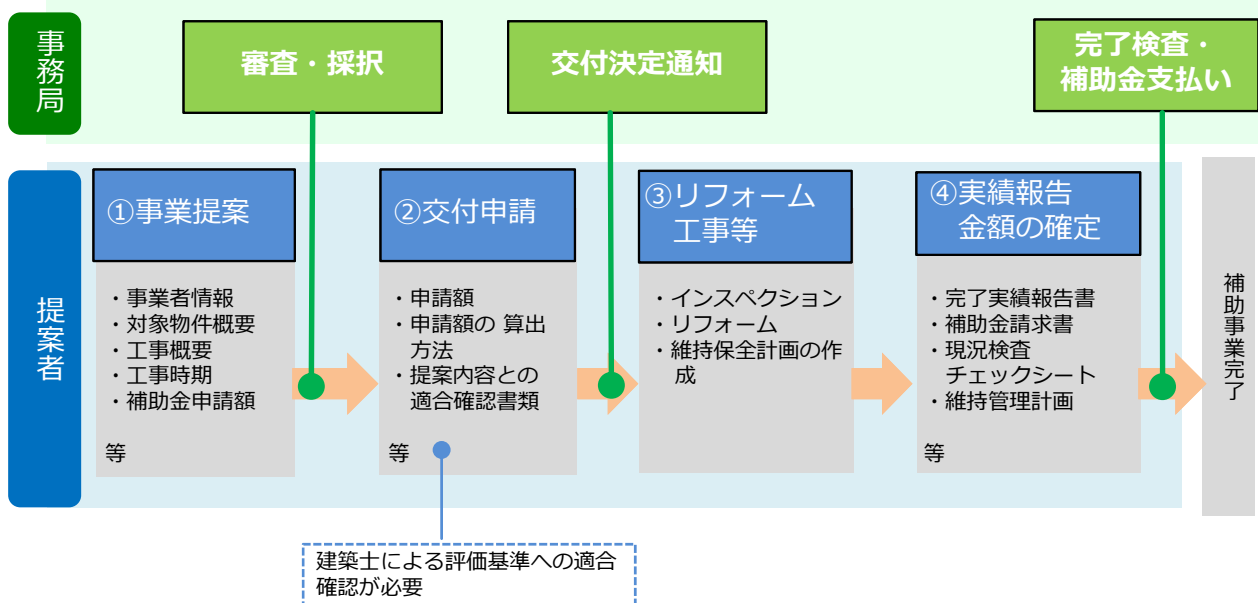 事務局
審査・採択
交付決定通知
完了検査・
補助金支払い
提案者
①事業提案
・事業者情報
・対象物件概要
・工事概要
・工事時期
・補助金申請額
等
②交付申請
・申請額
・申請額の 算出
方法
・提案内容との
適合確認書類
等
建築士による評価基準への適合
確認が必要
③リフォーム
工事等
・インスペクション
・リフォーム
・維持保全計画の作
成
④実績報告
金額の確定
・完了実績報告書
・補助金請求書
・現況検査
チェックシート
・維持管理計画
等
補助事業完了